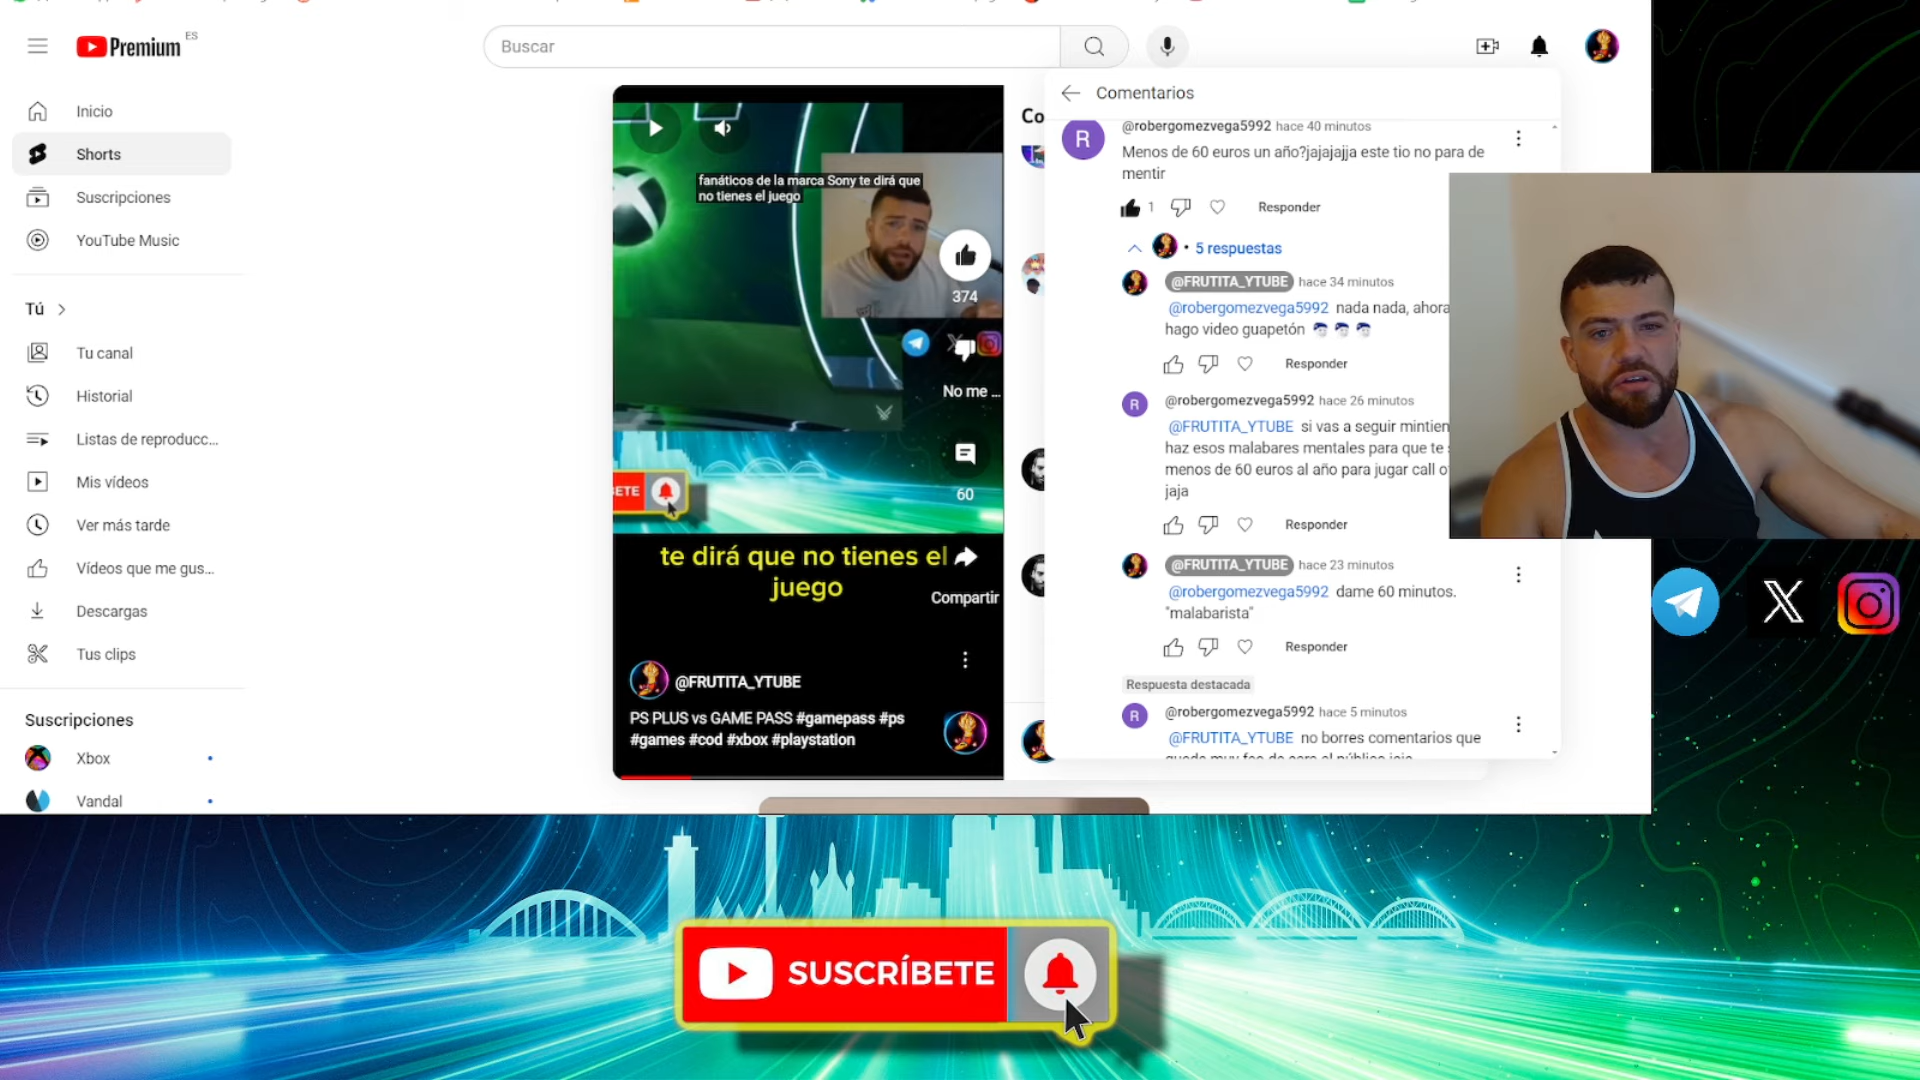 Premium ES
Buscar
Inicio
Shorts
Suscripciones
YouTube Music
Tú
Tu canal
Historial
Listas de reproducc...
Mis vídeos
Ver más tarde
Vídeos que me gus...
Descargas
Tus clips
Suscripciones
Xbox
Vandal
fanáticos de la marca Sony te dirá que
no tienes el juego
374
No me ...
60
te dirá que no tienes el
juego
Compartir
@FRUTITA_YTUBE
PS PLUS vs GAME PASS #gamepass #ps
#games #cod #xbox #playstation
Co
Comentarios
R
@robergomezvega5992 hace 40 minutos
Menos de 60 euros un año?jajajajja este tio no para de
mentir
1
Responder
• 5 respuestas
@FRUTITA_YTUBE hace 34 minutos
@robergomezvega5992 nada nada, ahora
hago video guapetón
Responder
R
@robergomezvega5992 hace 26 minutos
@FRUTITA_YTUBE si vas a seguir mintien
haz esos malabares mentales para que te
menos de 60 euros al año para jugar call o
jaja
Responder
@FRUTITA_YTUBE hace 23 minutos
@robergomezvega5992 dame 60 minutos.
"malabarista"
Responder
Respuesta destacada
R
@robergomezvega5992 hace 5 minutos
@FRUTITA_YTUBE no borres comentarios que
SUSCRÍBETE